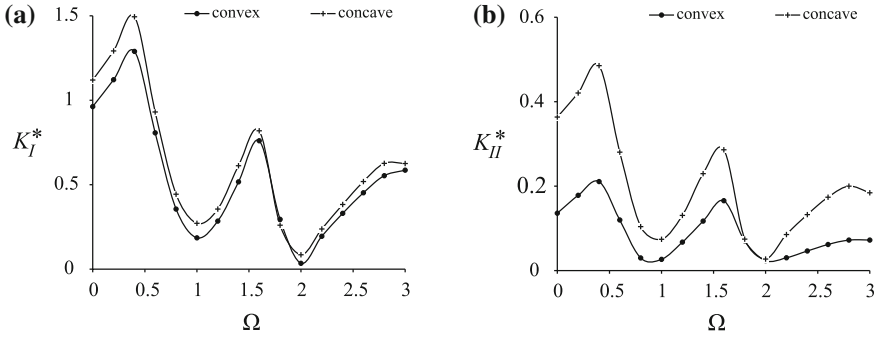 (a)
convex concave
1.5
1
0.5
0
K_I^*
0 0.5 1 1.5 2 2.5 3
Ω
(b)
convex concave
0.6
0.4
0.2
0
K_II^*
0 0.5 1 1.5 2 2.5 3
Ω